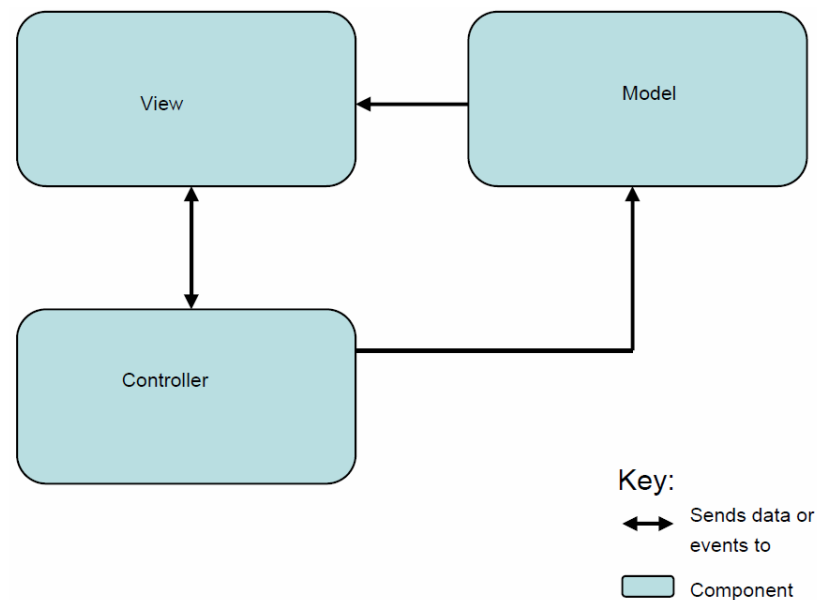 View
Model
Controller
Key:
Sends data or
events to
Component